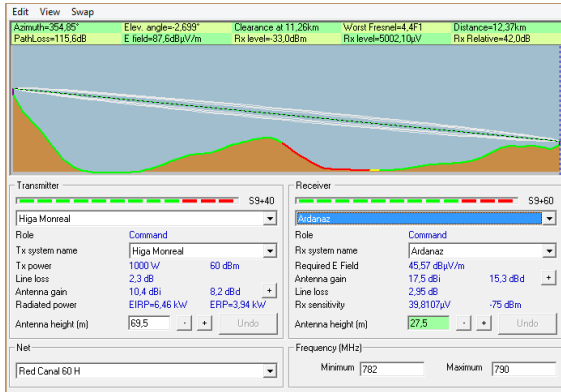 Edit View Swap
Azimuth=354,85° Elev. angle=-2,699° Clearance at 11,26km Worst Fresnel=4,4F1 Distance=12,37km
PathLoss=115,6dB E field=87,6dBµV/m Rx level=-33,0dBm Rx level=5002,10µV Rx Relative=42,0dB
Transmitter
S9+40
Higa Monreal
Role Command
Tx system name Higa Monreal
Tx power 1000 W 60 dBm
Line loss 2,3 dB
Antenna gain 10,4 dBi 8,2 dBd +
Radiated power EIRP=6,46 kW ERP=3,94 kW
Antenna height (m) 69,5 - + Undo
Receiver
S9+60
Ardanaz
Role Command
Rx system name Ardanaz
Required E Field 45,57 dBµV/m
Antenna gain 17,5 dBi 15,3 dBd +
Line loss 2,95 dB
Rx sensitivity 39,8107µV -75 dBm
Antenna height (m) 27,5 - + Undo
Net
Red Canal 60 H
Frequency (MHz)
Minimum 782 Maximum 790